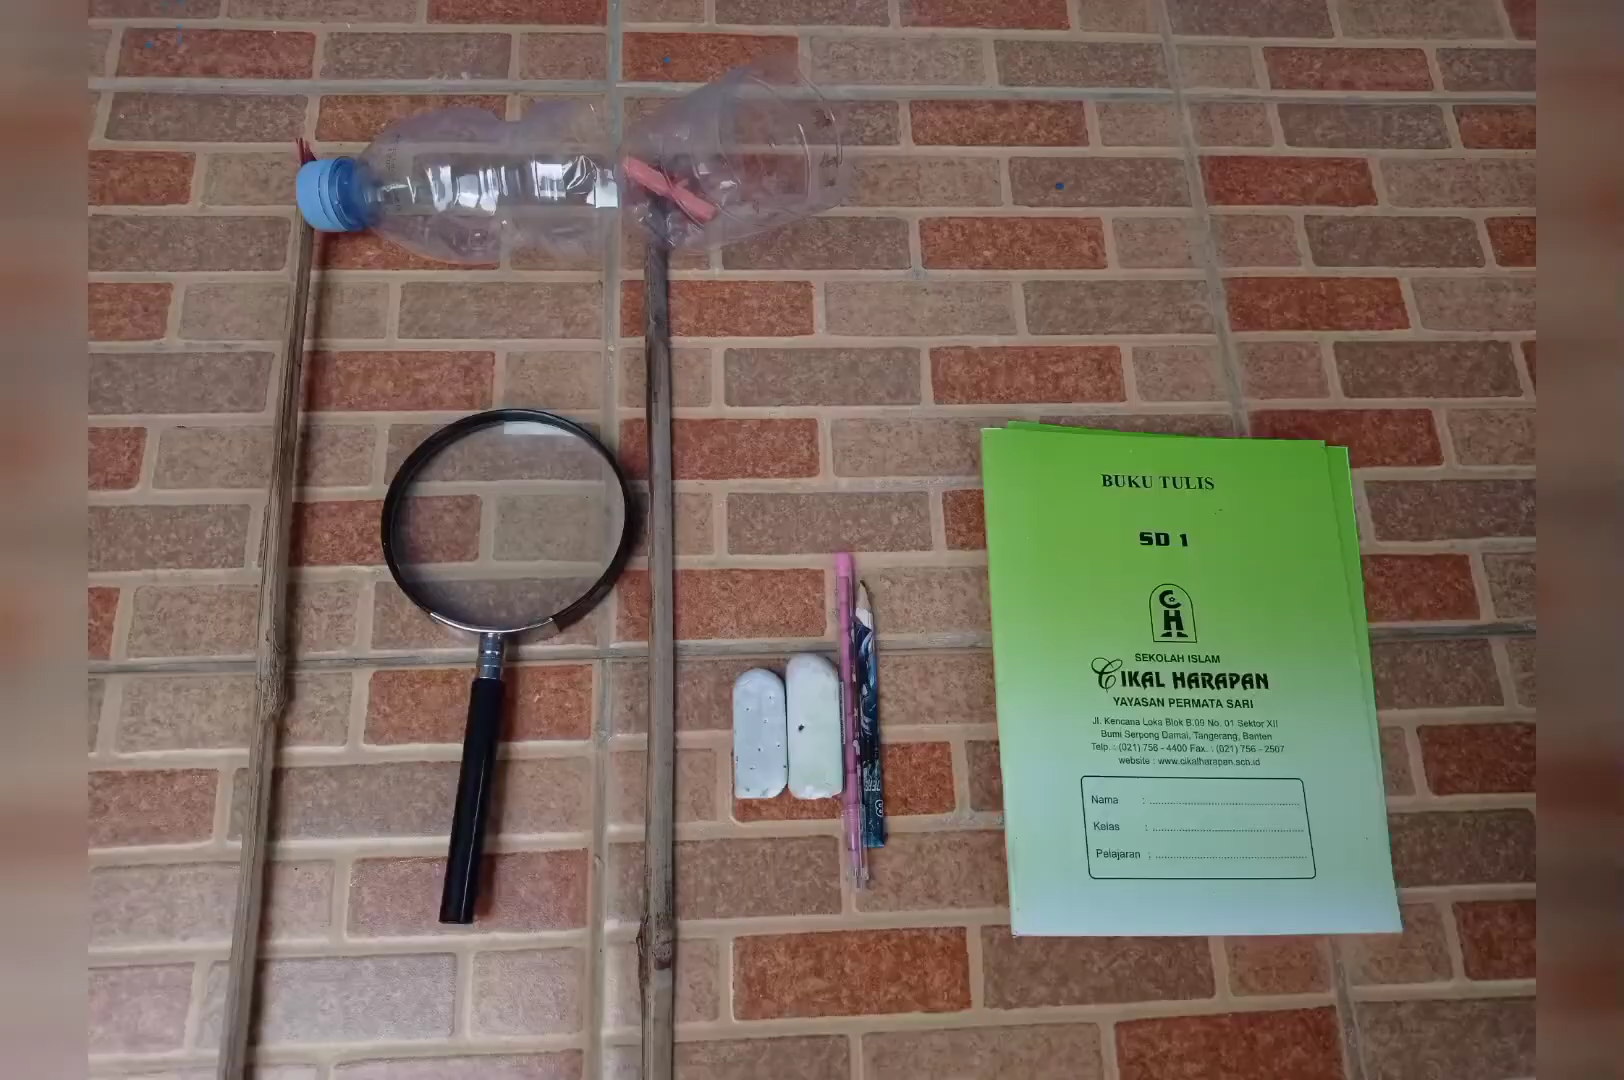 BUKU TULIS
SD 1
CH
SEKOLAH ISLAM
CIKAL HARAPAN
YAYASAN PERMATA SARI
Jl. Kencana Loka Blok B.09 No. 01 Sektor XII
Bumi Serpong Damai, Tangerang, Banten
Telp. : (021) 756 - 4400 Fax. : (021) 756 - 2507
website : www.cikalharapan.sch.id
Nama : ........................
Kelas : ........................
Pelajaran : ........................